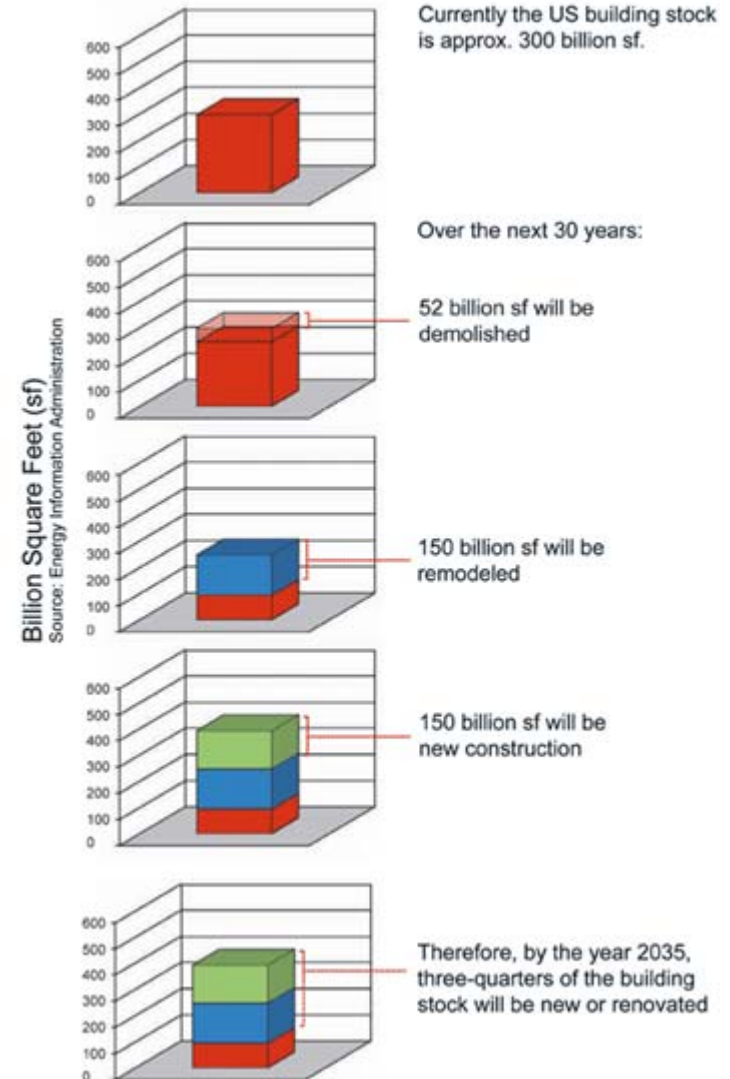 Billion Square Feet (sf)
Source: Energy Information Administration
600
500
400
300
200
100
0
Currently the US building stock
is approx. 300 billion sf.
600
500
400
300
200
100
0
Over the next 30 years:
52 billion sf will be
demolished
600
500
400
300
200
100
0
150 billion sf will be
remodeled
600
500
400
300
200
100
0
150 billion sf will be
new construction
600
500
400
300
200
100
0
Therefore, by the year 2035,
three-quarters of the building
stock will be new or renovated